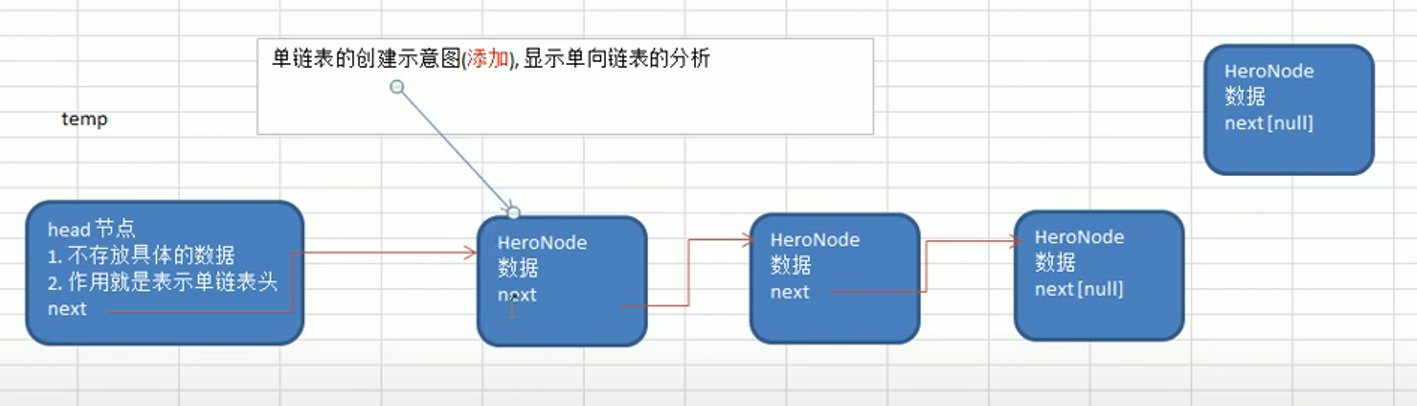 单链表的创建示意图(添加), 显示单向链表的分析
temp
HeroNode
数据
next [null]
head 节点
1. 不存放具体的数据
2. 作用就是表示单链表头
next
HeroNode
数据
next
HeroNode
数据
next
HeroNode
数据
next [null]